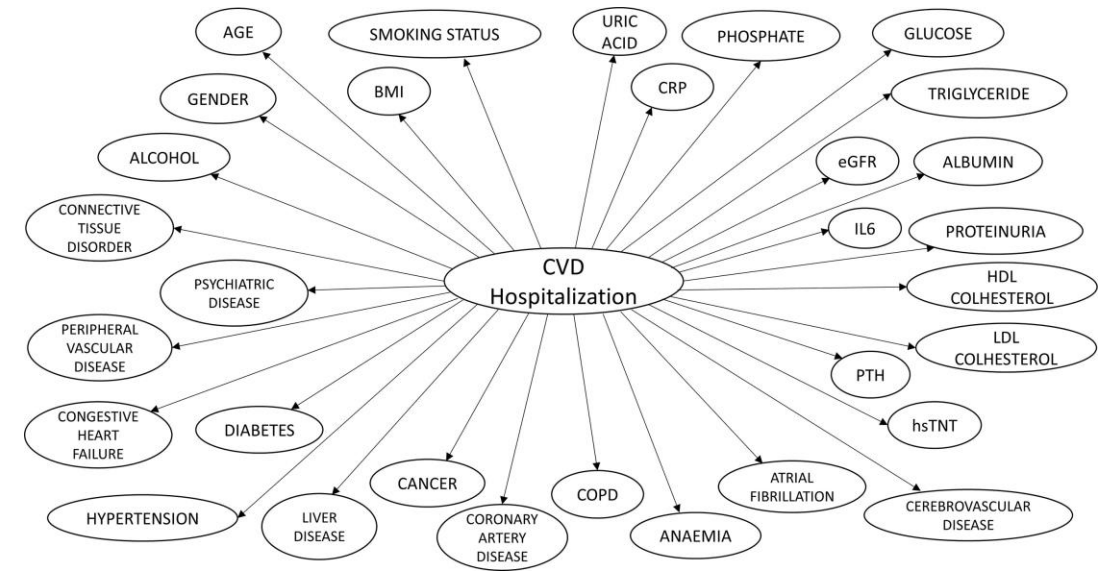 AGE
SMOKING STATUS
URIC
ACID
PHOSPHATE
GLUCOSE
GENDER
BMI
CRP
TRIGLYCERIDE
ALCOHOL
eGFR
ALBUMIN
CONNECTIVE
TISSUE
DISORDER
IL6
PROTEINURIA
CVD
Hospitalization
PSYCHIATRIC
DISEASE
HDL
COLHESTEROL
PERIPHERAL
VASCULAR
DISEASE
LDL
COLHESTEROL
PTH
CONGESTIVE
HEART
FAILURE
DIABETES
hsTNT
CANCER
COPD
ATRIAL
FIBRILLATION
HYPERTENSION
LIVER
DISEASE
CORONARY
ARTERY
DISEASE
ANAEMIA
CEREBROVASCULAR
DISEASE